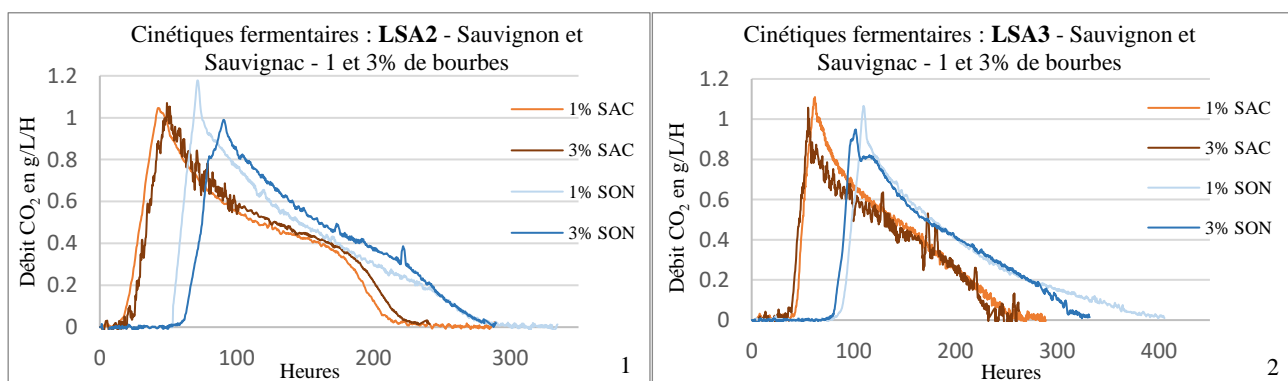 Cinétiques fermentaires : LSA2 - Sauvignon et
Sauvignac - 1 et 3% de bourbes
Débit CO2 en g/L/H
1.2
1
0.8
0.6
0.4
0.2
0
0
100
200
300
Heures
1% SAC
3% SAC
1% SON
3% SON
1
Cinétiques fermentaires : LSA3 - Sauvignon et
Sauvignac - 1 et 3% de bourbes
Débit CO2 en g/L/H
1.2
1
0.8
0.6
0.4
0.2
0
0
100
200
300
400
Heures
1% SAC
3% SAC
1% SON
3% SON
2